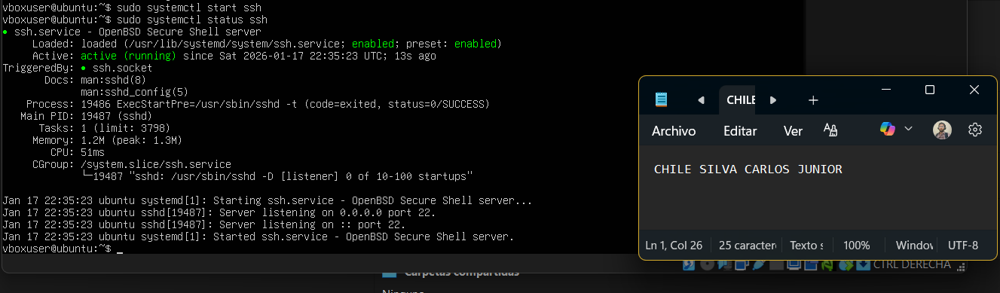 vboxuser@ubuntu:~$ sudo systemctl start ssh
vboxuser@ubuntu:~$ sudo systemctl status ssh
● ssh.service - OpenBSD Secure Shell server
     Loaded: loaded (/usr/lib/systemd/system/ssh.service; enabled; preset: enabled)
     Active: active (running) since Sat 2026-01-17 22:35:23 UTC; 13s ago
TriggeredBy: ● ssh.socket
       Docs: man:sshd(8)
             man:sshd_config(5)
    Process: 19486 ExecStartPre=/usr/sbin/sshd -t (code=exited, status=0/SUCCESS)
   Main PID: 19487 (sshd)
      Tasks: 1 (limit: 3798)
     Memory: 1.2M (peak: 1.3M)
        CPU: 51ms
     CGroup: /system.slice/ssh.service
             └─19487 "sshd: /usr/sbin/sshd -D [listener] 0 of 10-100 startups"
Jan 17 22:35:23 ubuntu systemd[1]: Starting ssh.service - OpenBSD Secure Shell server...
Jan 17 22:35:23 ubuntu sshd[19487]: Server listening on 0.0.0.0 port 22.
Jan 17 22:35:23 ubuntu sshd[19487]: Server listening on :: port 22.
Jan 17 22:35:23 ubuntu systemd[1]: Started ssh.service - OpenBSD Secure Shell server.
vboxuser@ubuntu:~$ _
CHILE
Archivo Editar Ver
CHILE SILVA CARLOS JUNIOR
Ln 1, Col 26 25 caracter Texto 100% Window UTF-8
CTRL DERECHA
Carpetas compartidas